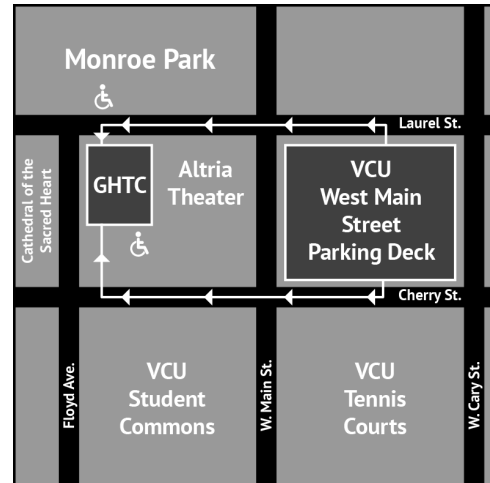 Monroe Park
Laurel St.
Cathedral of the
Sacred Heart
GHTC
Altria
Theater
VCU
West Main
Street
Parking Deck
Cherry St.
Floyd Ave.
VCU
Student
Commons
W. Main St.
VCU
Tennis
Courts
W. Cary St.